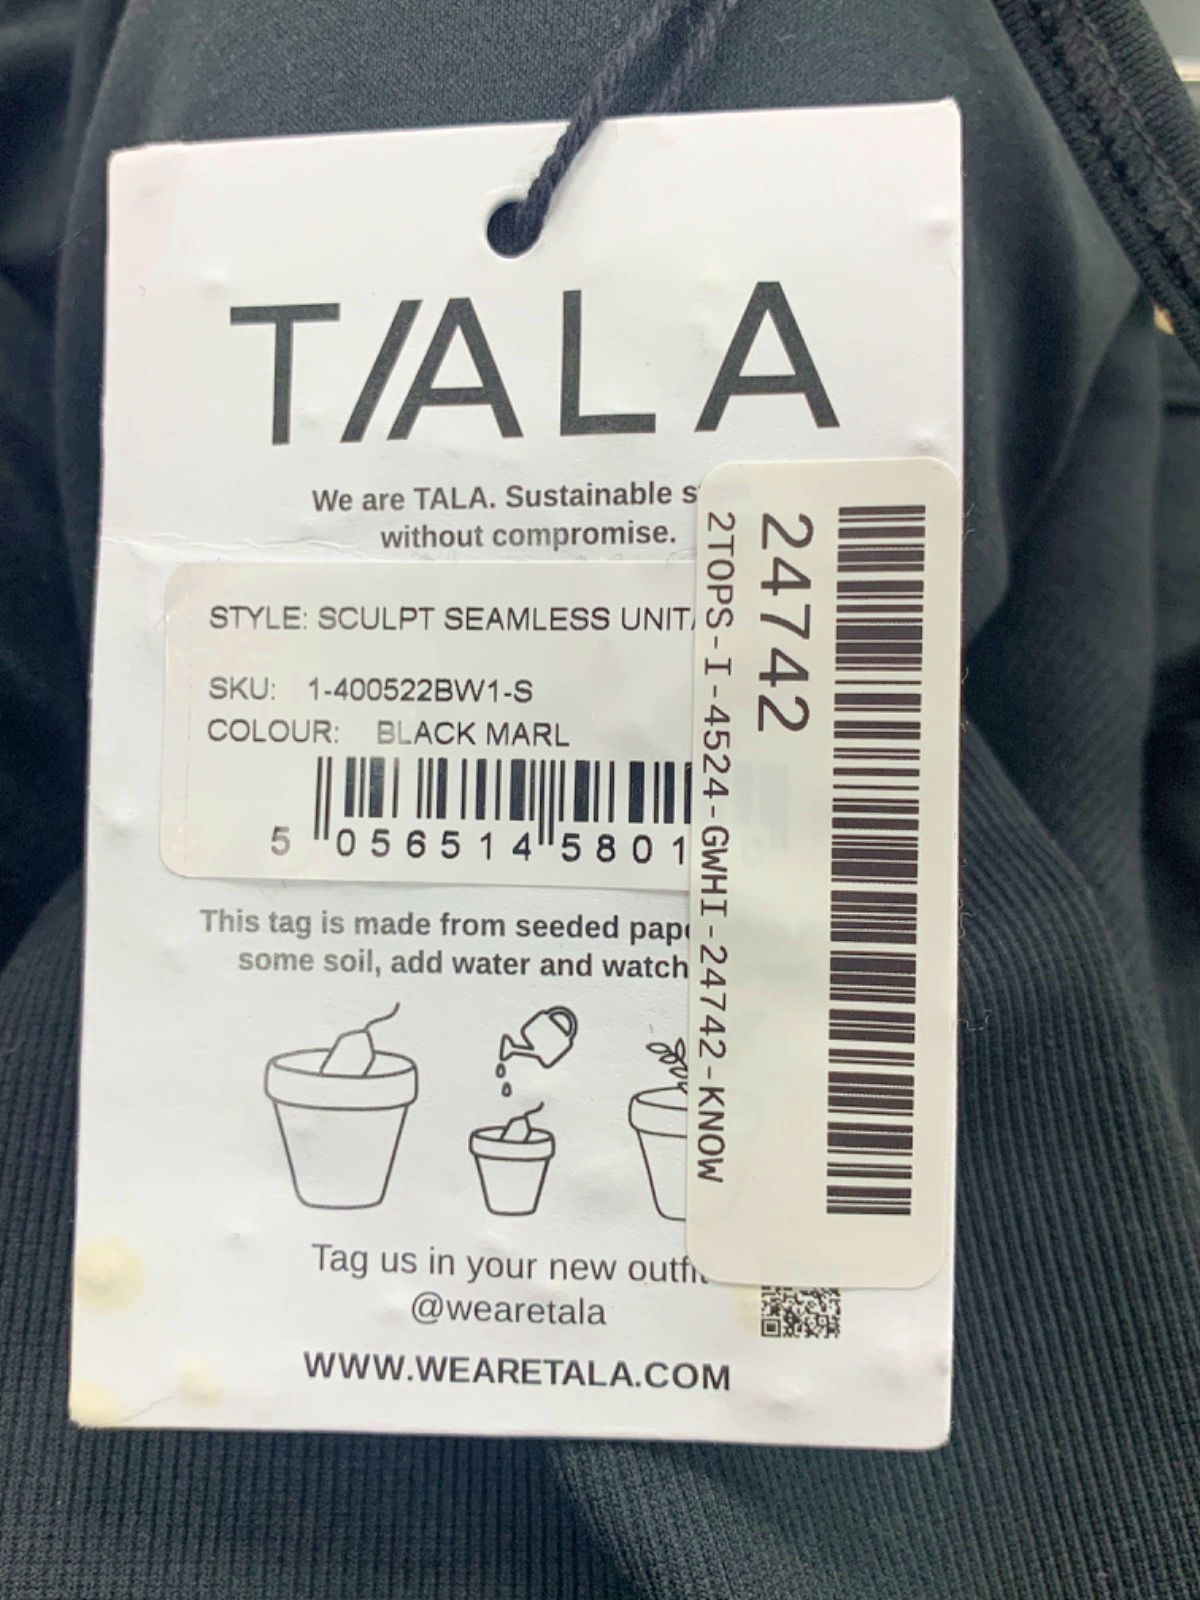 TALA
We are TALA. Sustainable s
without compromise.
STYLE: SCULPT SEAMLESS UNIT
SKU: 1-400522BW1-S
COLOUR: BLACK MARL
5 056514 5801
This tag is made from seeded pap
some soil, add water and watch
Tag us in your new outfit
@wearetala
WWW.WEARETALA.COM
24742
2TOPS-I-4524-GWHI-24742-KNOW